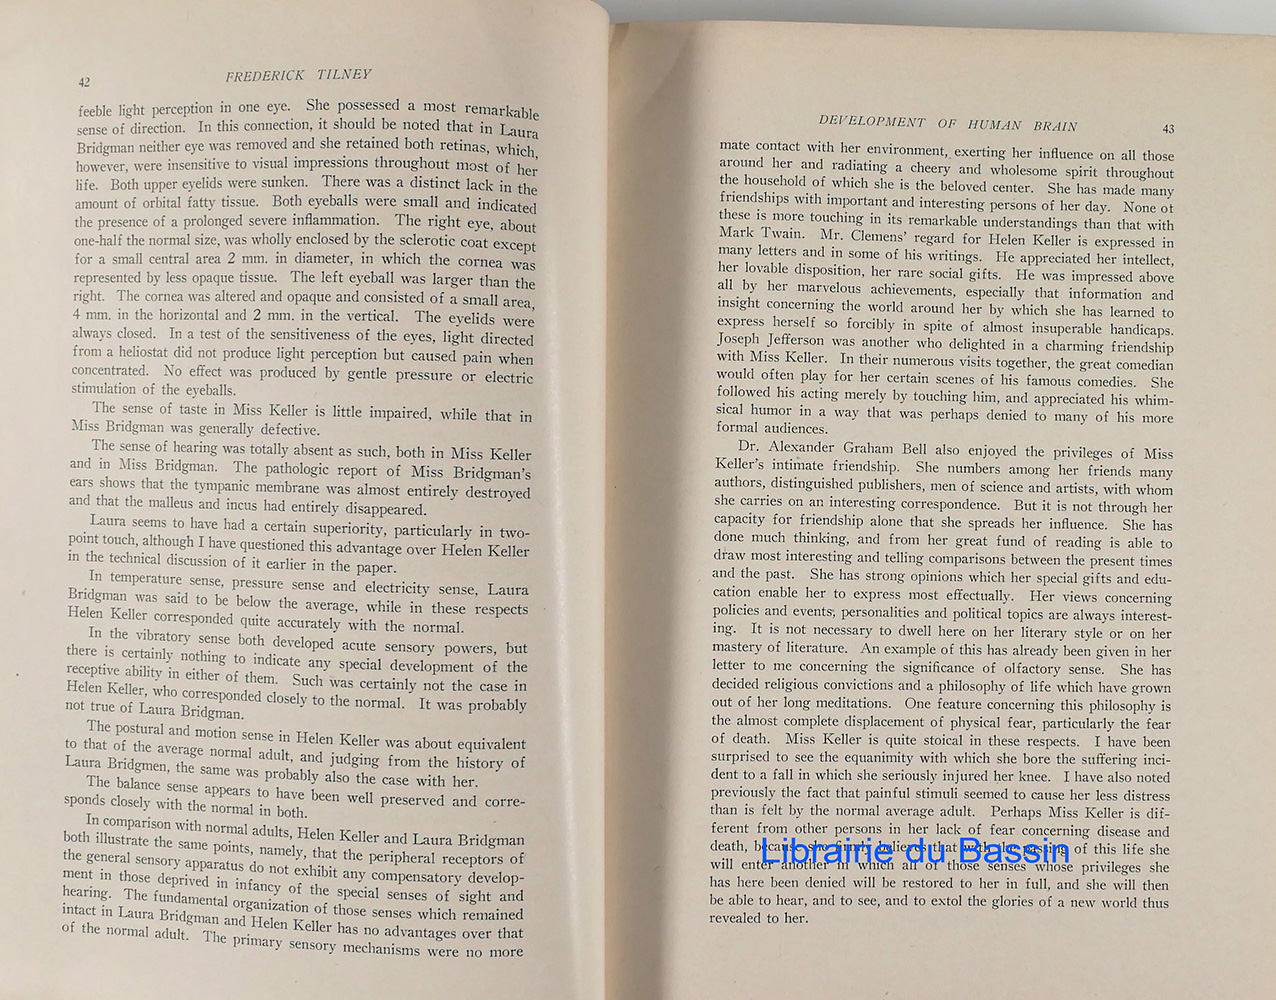 42
FREDERICK TILNEY
feeble light perception in one eye. She possessed a most remarkable
sense of direction. In this connection, it should be noted that in Laura
Bridgman neither eye was removed and she retained both retinas, which,
however, were insensitive to visual impressions throughout most of her
life. Both upper eyelids were sunken. There was a distinct lack in the
amount of orbital fatty tissue. Both eyeballs were small and indicated
the presence of a prolonged severe inflammation. The right eye, about
one-half the normal size, was wholly enclosed by the sclerotic coat except
for a small central area 2 mm. in diameter, in which the cornea was
represented by less opaque tissue. The left eyeball was larger than the
right. The cornea was altered and opaque and consisted of a small area,
4 mm. in the horizontal and 2 mm. in the vertical. The eyelids were
always closed. In a test of the sensitiveness of the eyes, light directed
from a heliostat did not produce light perception but caused pain when
concentrated. No effect was produced by gentle pressure or electric
stimulation of the eyeballs.
The sense of taste in Miss Keller is little impaired, while that in
Miss Bridgman was generally defective.
The sense of hearing was totally absent as such, both in Miss Keller
and in Miss Bridgman. The pathologic report of Miss Bridgman's
ears shows that the tympanic membrane was almost entirely destroyed
and that the malleus and incus had entirely disappeared.
Laura seems to have had a certain superiority, particularly in two-
point touch, although I have questioned this advantage over Helen Keller
in the technical discussion of it earlier in the paper.
In temperature sense, pressure sense and electricity sense, Laura
Bridgman was said to be below the average, while in these respects
Helen Keller corresponded quite accurately with the normal.
In the vibratory sense both developed acute sensory powers, but
there is certainly nothing to indicate any special development of the
receptive ability in either of them. Such was certainly not the case in
Helen Keller, who corresponded closely to the normal. It was probably
not true of Laura Bridgman.
The postural and motion sense in Helen Keller was about equivalent
to that of the average normal adult, and judging from the history of
Laura Bridgmen, the same was probably also the case with her.
The balance sense appears to have been well preserved and corre-
sponds closely with the normal in both.
In comparison with normal adults, Helen Keller and Laura Bridgman
both illustrate the same points, namely, that the peripheral receptors of
the general sensory apparatus do not exhibit any compensatory develop-
ment in those deprived in infancy of the special senses of sight and
hearing. The fundamental organization of those senses which remained
intact in Laura Bridgman and Helen Keller has no advantages over that
of the normal adult. The primary sensory mechanisms were no more
DEVELOPMENT OF HUMAN BRAIN
43
mate contact with her environment, exerting her influence on all those
around her and radiating a cheery and wholesome spirit throughout
the household of which she is the beloved center. She has made many
friendships with important and interesting persons of her day. None of
these is more touching in its remarkable understandings than that with
Mark Twain. Mr. Clemens' regard for Helen Keller is expressed in
many letters and in some of his writings. He appreciated her intellect,
her lovable disposition, her rare social gifts. He was impressed above
all by her marvelous achievements, especially that information and
insight concerning the world around her by which she has learned to
express herself so forcibly in spite of almost insuperable handicaps.
Joseph Jefferson was another who delighted in a charming friendship
with Miss Keller. In their numerous visits together, the great comedian
would often play for her certain scenes of his famous comedies. She
followed his acting merely by touching him, and appreciated his whim-
sical humor in a way that was perhaps denied to many of his more
formal audiences.
Dr. Alexander Graham Bell also enjoyed the privileges of Miss
Keller's intimate friendship. She numbers among her friends many
authors, distinguished publishers, men of science and artists, with whom
she carries on an interesting correspondence. But it is not through her
capacity for friendship alone that she spreads her influence. She has
done much thinking, and from her great fund of reading is able to
draw most interesting and telling comparisons between the present times
and the past. She has strong opinions which her special gifts and edu-
cation enable her to express most effectually. Her views concerning
policies and events, personalities and political topics are always interest-
ing. It is not necessary to dwell here on her literary style or on her
mastery of literature. An example of this has already been given in her
letter to me concerning the significance of olfactory sense. She has
decided religious convictions and a philosophy of life which have grown
out of her long meditations. One feature concerning this philosophy is
the almost complete displacement of physical fear, particularly the fear
of death. Miss Keller is quite stoical in these respects. I have been
surprised to see the equanimity with which she bore the suffering inci-
dent to a fall in which she seriously injured her knee. I have also noted
previously the fact that painful stimuli seemed to cause her less distress
than is felt by the normal average adult. Perhaps Miss Keller is dif-
ferent from other persons in her lack of fear concerning disease and
death, because she firmly believes that with the passing of this life she
will enter another in which all of those senses whose privileges she
has here been denied will be restored to her in full, and she will then
be able to hear, and to see, and to extol the glories of a new world thus
revealed to her.
Librairie du Bassin